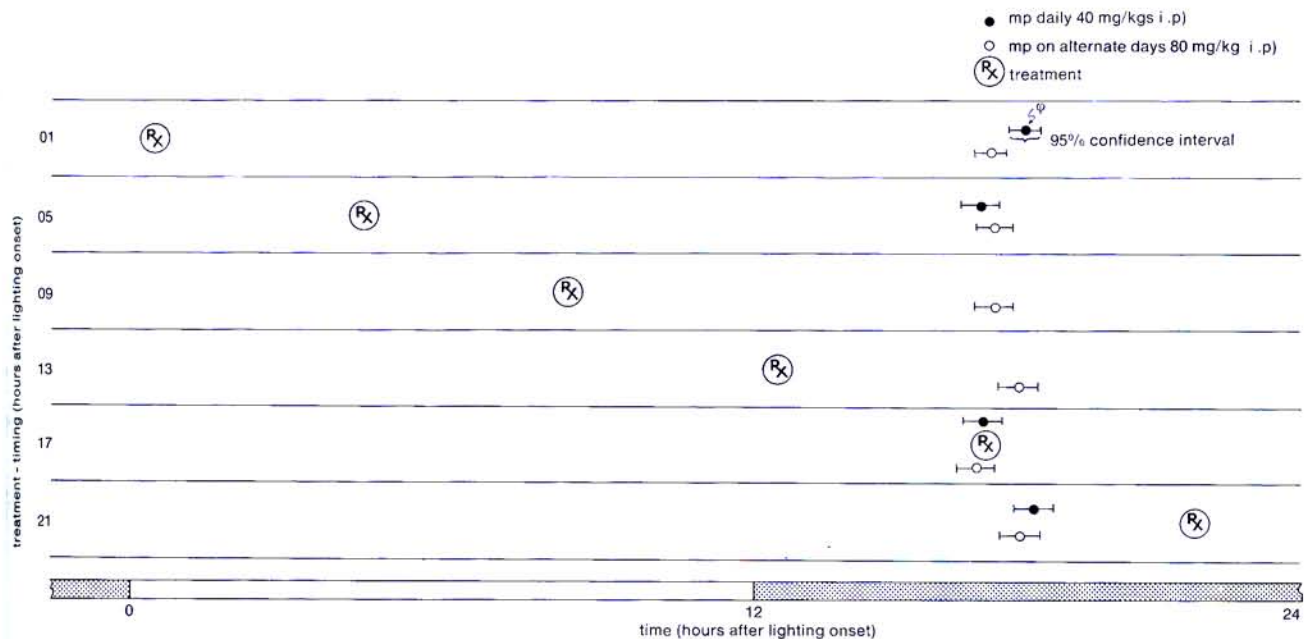 ● mp daily 40 mg/kgs i .p)
○ mp on alternate days 80 mg/kg i .p)
Rx treatment
01 Rx 95% confidence interval
05 Rx
09 Rx
13 Rx
17 Rx
21 Rx
treatment - timing (hours after lighting onset)
0 12 24
time (hours after lighting onset)